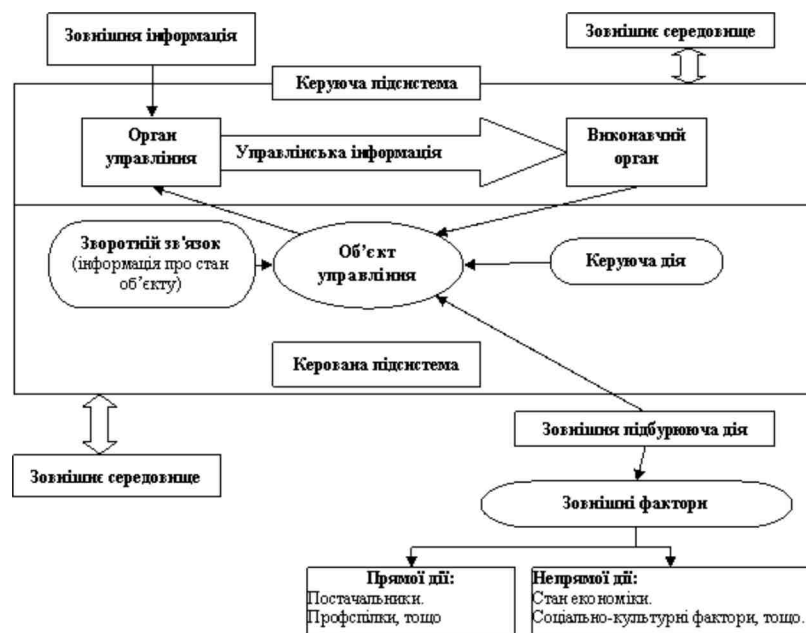 Зовнішня інформація
Зовнішнє середовище
Керуюча підсистема
Орган
управління
Управлінська інформація
Виконавчий
орган
Зворотній зв'язок
(інформація про стан
об’єкту)
Об’єкт
управління
Керуюча дія
Керована підсистема
Зовнішня підбурююча дія
Зовнішнє середовище
Зовнішні фактори
Прямої дії:
Постачальники.
Профспілки, тощо
Непрямої дії:
Стан економіки.
Соціально-культурні фактори, тощо.